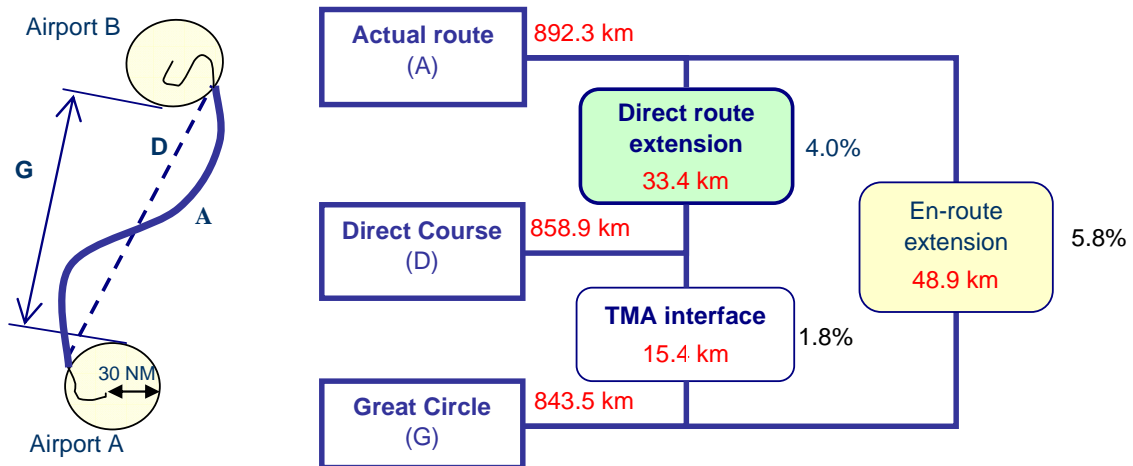 Airport B
G
D
A
30 NM
Airport A
Actual route
(A)
892.3 km
Direct route
extension
33.4 km
4.0%
Direct Course
(D)
858.9 km
En-route
extension
48.9 km
5.8%
TMA interface
15.4 km
1.8%
Great Circle
(G)
843.5 km